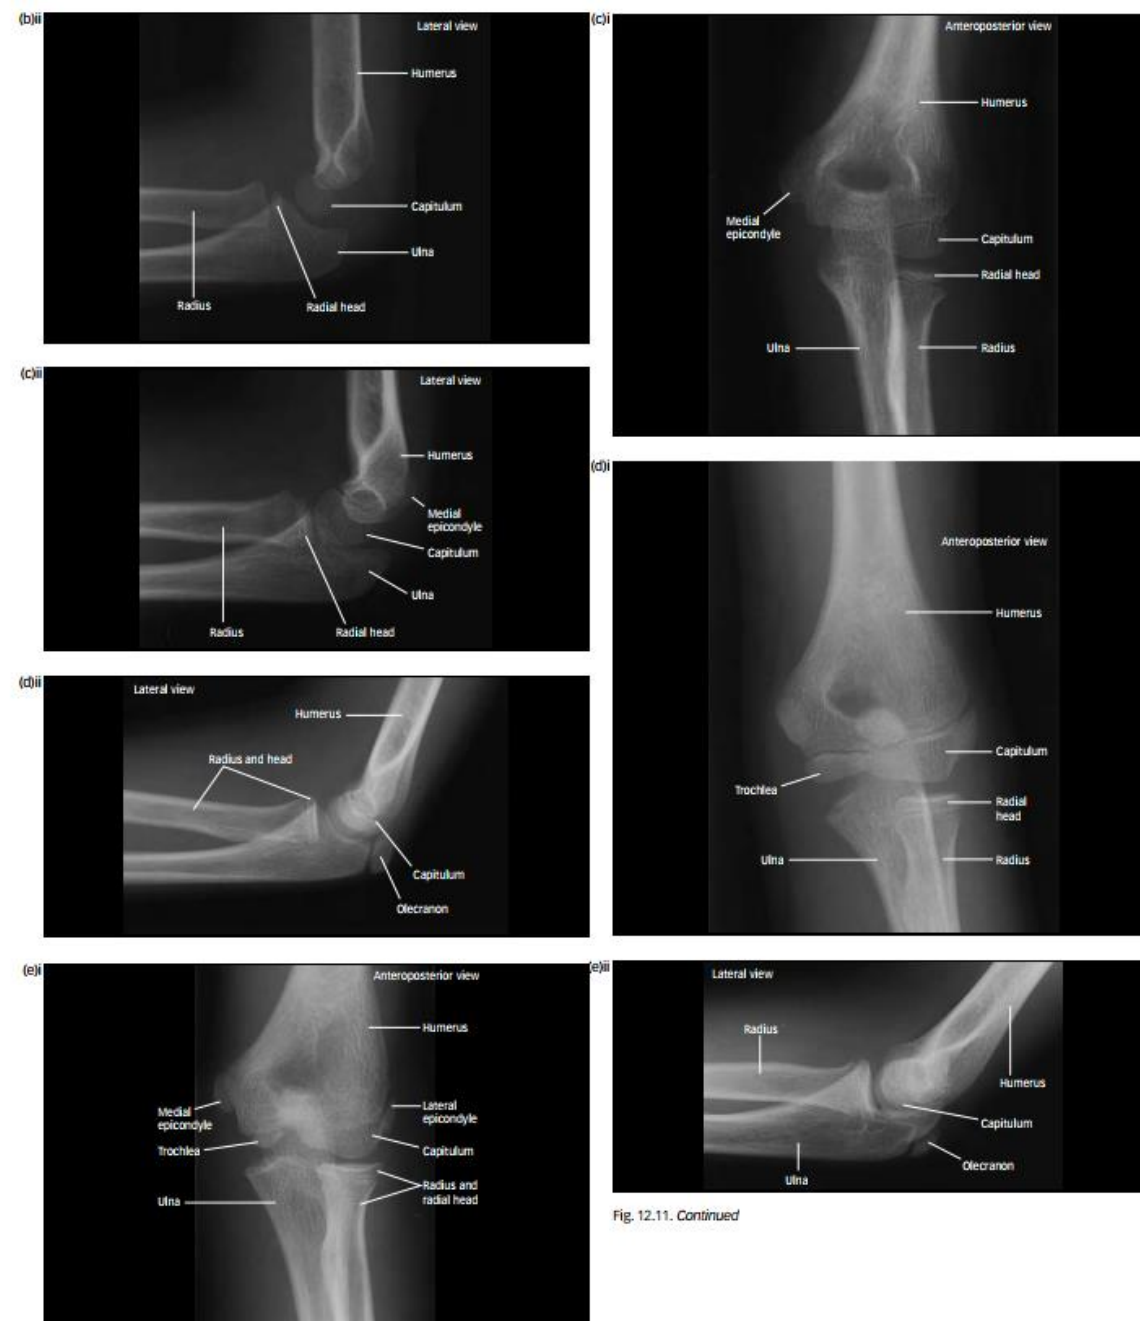 (b)ii
Lateral view
Humerus
Capitulum
Ulna
Radius
Radial head
(c)ii
Lateral view
Humerus
Medial
epicondyle
Capitulum
Ulna
Radius
Radial head
(d)ii
Lateral view
Humerus
Radius and head
Capitulum
Olecranon
(e)i
Anteroposterior view
Humerus
Medial
epicondyle
Lateral
epicondyle
Trochlea
Capitulum
Ulna
Radius and
radial head
(c)i
Anteroposterior view
Humerus
Medial
epicondyle
Capitulum
Radial head
Ulna
Radius
(d)i
Anteroposterior view
Humerus
Capitulum
Trochlea
Radial
head
Ulna
Radius
(e)ii
Lateral view
Radius
Humerus
Capitulum
Olecranon
Ulna
Fig. 12.11. Continued